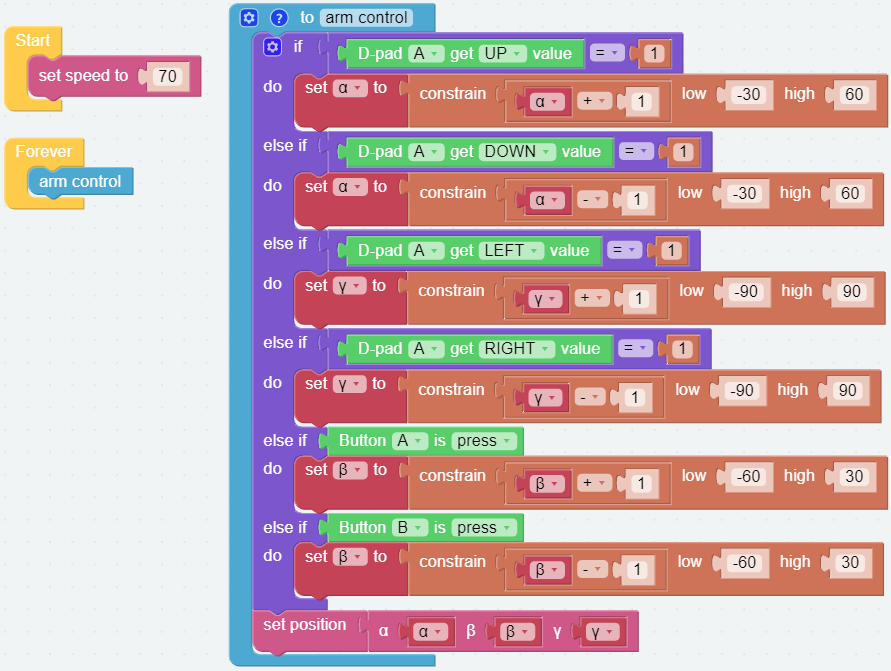 Start
set speed to 70
Forever
arm control
? to arm control
if D-pad A get UP value = 1
do set α to constrain α + 1 low -30 high 60
else if D-pad A get DOWN value = 1
do set α to constrain α - 1 low -30 high 60
else if D-pad A get LEFT value = 1
do set γ to constrain γ + 1 low -90 high 90
else if D-pad A get RIGHT value = 1
do set γ to constrain γ - 1 low -90 high 90
else if Button A is press
do set β to constrain β + 1 low -60 high 30
else if Button B is press
do set β to constrain β - 1 low -60 high 30
set position α α β β γ γ